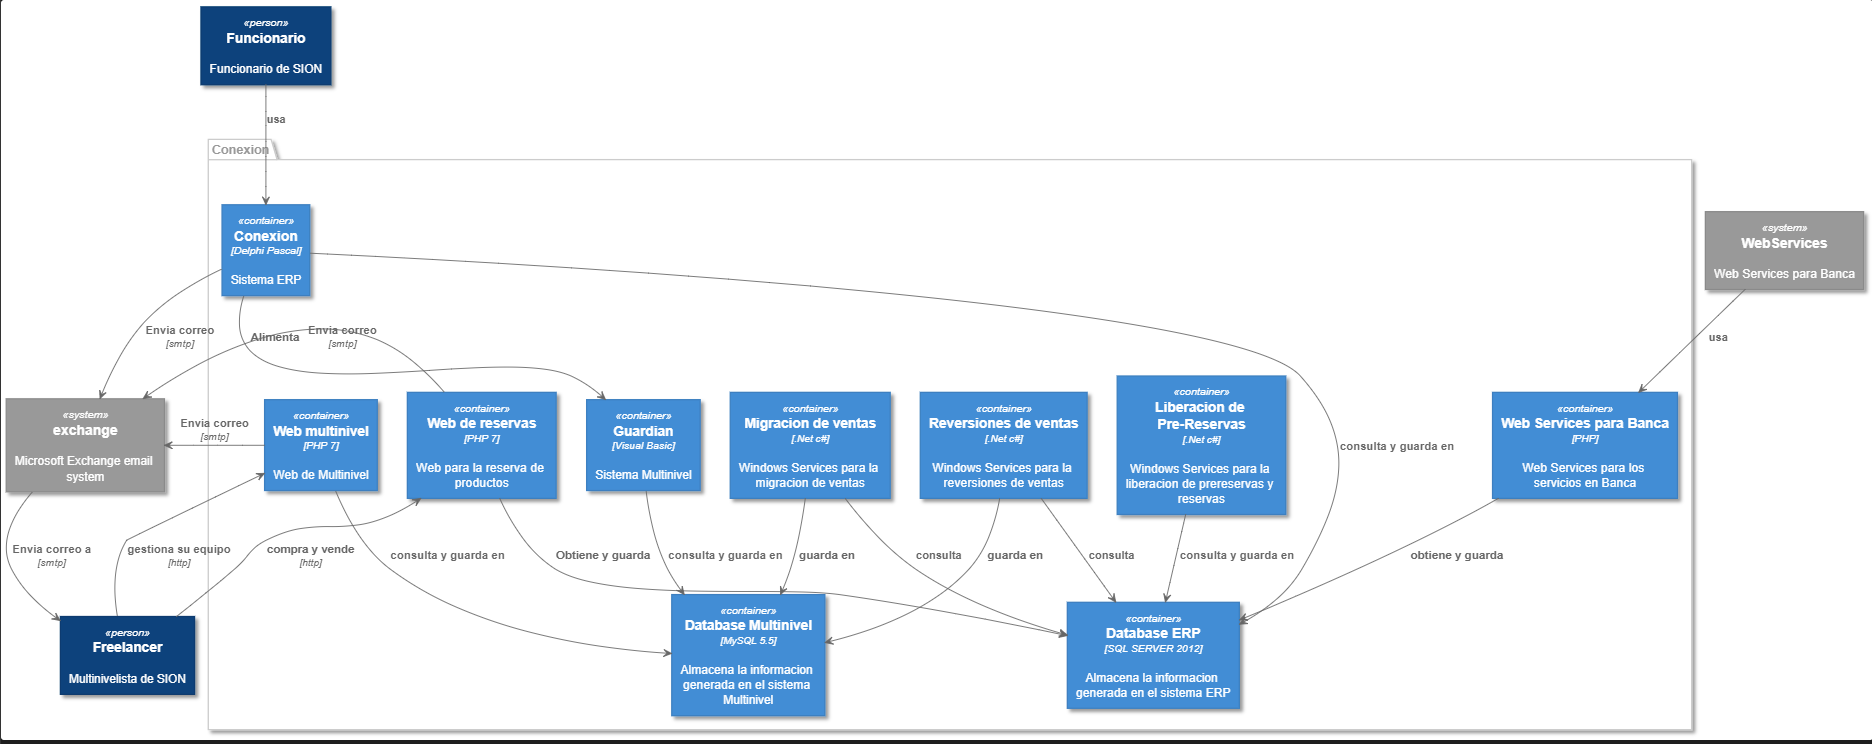 «person»
Funcionario
Funcionario de SION
usa
Conexion
«container»
Conexion
[Delphi Pascal]
Sistema ERP
«system»
WebServices
Web Services para Banca
Envia correo
[smtp]
Alimenta
Envia correo
[smtp]
usa
«system»
exchange
Microsoft Exchange email
system
Envia correo
[smtp]
«container»
Web multinivel
[PHP 7]
Web de Multinivel
«container»
Web de reservas
[PHP 7]
Web para la reserva de
productos
«container»
Guardian
[Visual Basic]
Sistema Multinivel
«container»
Migracion de ventas
[.Net c#]
Windows Services para la
migracion de ventas
«container»
Reversiones de ventas
[.Net c#]
Windows Services para la
reversiones de ventas
«container»
Liberacion de
Pre-Reservas
[.Net c#]
Windows Services para la
liberacion de prereservas y
reservas
consulta y guarda en
«container»
Web Services para Banca
[PHP]
Web Services para los
servicios en Banca
Envia correo a
[smtp]
gestiona su equipo
[http]
compra y vende
[http]
consulta y guarda en
Obtiene y guarda
consulta y guarda en
guarda en
consulta
guarda en
consulta
consulta y guarda en
obtiene y guarda
«person»
Freelancer
Multinivelista de SION
«container»
Database Multinivel
[MySQL 5.5]
Almacena la informacion
generada en el sistema
Multinivel
«container»
Database ERP
[SQL SERVER 2012]
Almacena la informacion
generada en el sistema ERP